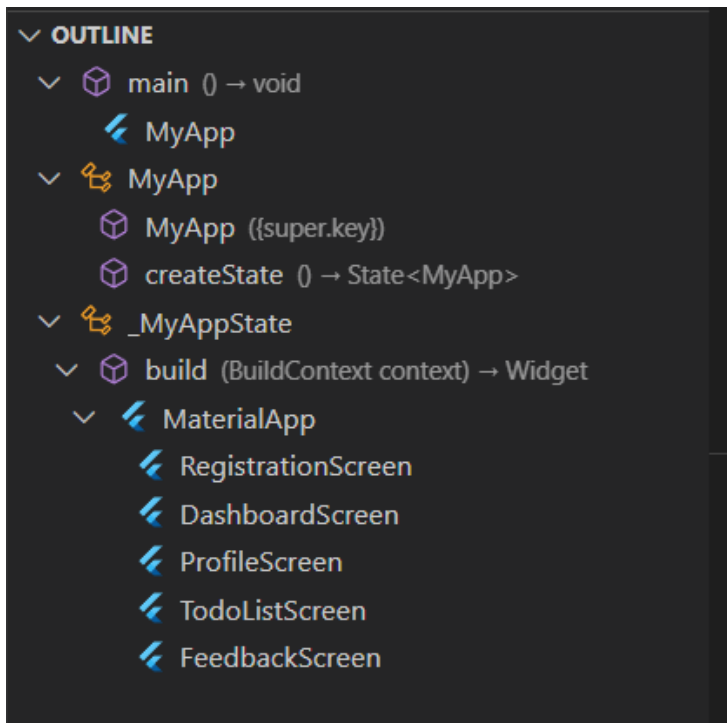 OUTLINE
main () → void
MyApp
MyApp
MyApp ({super.key})
createState () → State<MyApp>
_MyAppState
build (BuildContext context) → Widget
MaterialApp
RegistrationScreen
DashboardScreen
ProfileScreen
TodoListScreen
FeedbackScreen